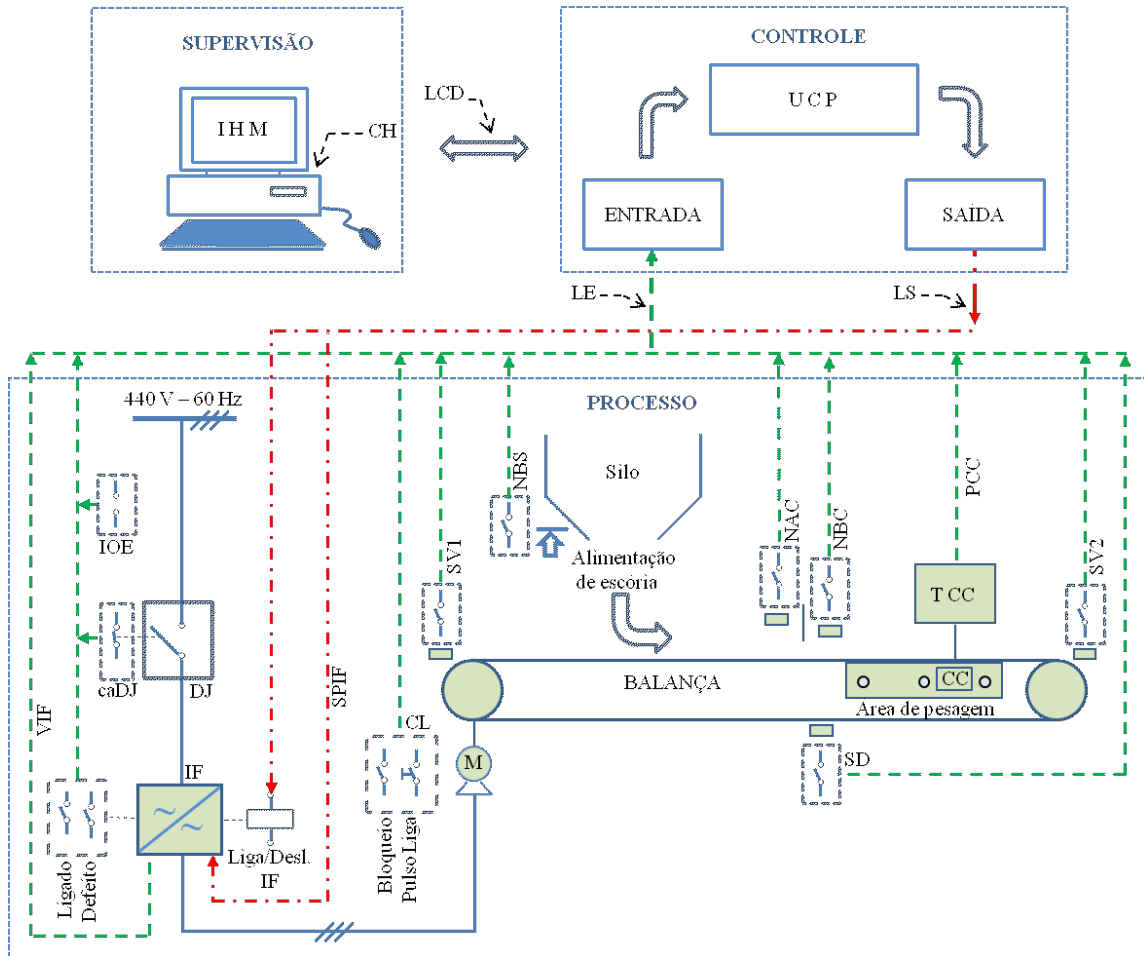 SUPERVISÃO
I H M
CH
LCD
CONTROLE
U C P
ENTRADA
SAÍDA
LE
LS
440 V – 60 Hz
PROCESSO
IOE
caDJ
DJ
VIF
IF
Ligado
Defeito
Liga/Desl.
IF
SPIF
CL
Bloqueio
Pulso Liga
SV1
NBS
Silo
Alimentação
de escória
NAC
NBC
PCC
T CC
SV2
BALANÇA
CC
Área de pesagem
M
SD